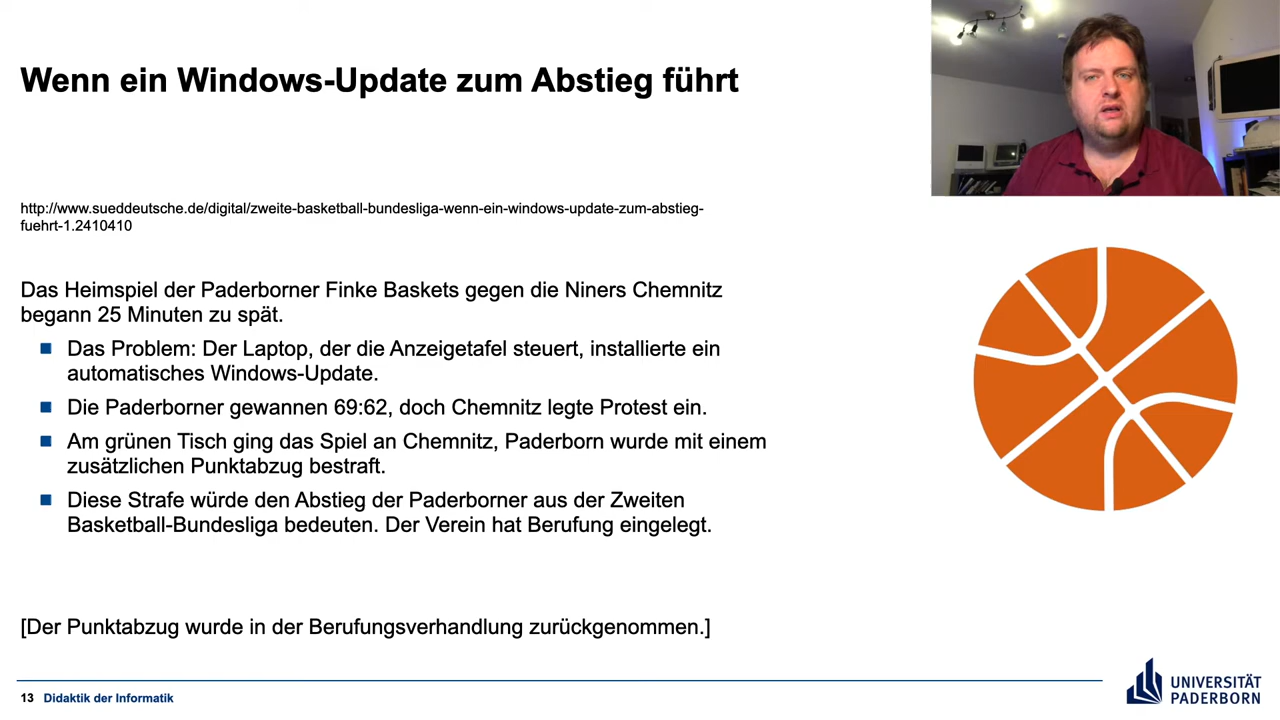 Wenn ein Windows-Update zum Abstieg führt
http://www.sueddeutsche.de/digital/zweite-basketball-bundesliga-wenn-ein-windows-update-zum-abstieg-
fuehrt-1.2410410
Das Heimspiel der Paderborner Finke Baskets gegen die Niners Chemnitz
begann 25 Minuten zu spät.
Das Problem: Der Laptop, der die Anzeigetafel steuert, installierte ein
automatisches Windows-Update.
Die Paderborner gewannen 69:62, doch Chemnitz legte Protest ein.
Am grünen Tisch ging das Spiel an Chemnitz, Paderborn wurde mit einem
zusätzlichen Punktabzug bestraft.
Diese Strafe würde den Abstieg der Paderborner aus der Zweiten
Basketball-Bundesliga bedeuten. Der Verein hat Berufung eingelegt.
[Der Punktabzug wurde in der Berufungsverhandlung zurückgenommen.]
13 Didaktik der Informatik
UNIVERSITÄT
PADERBORN